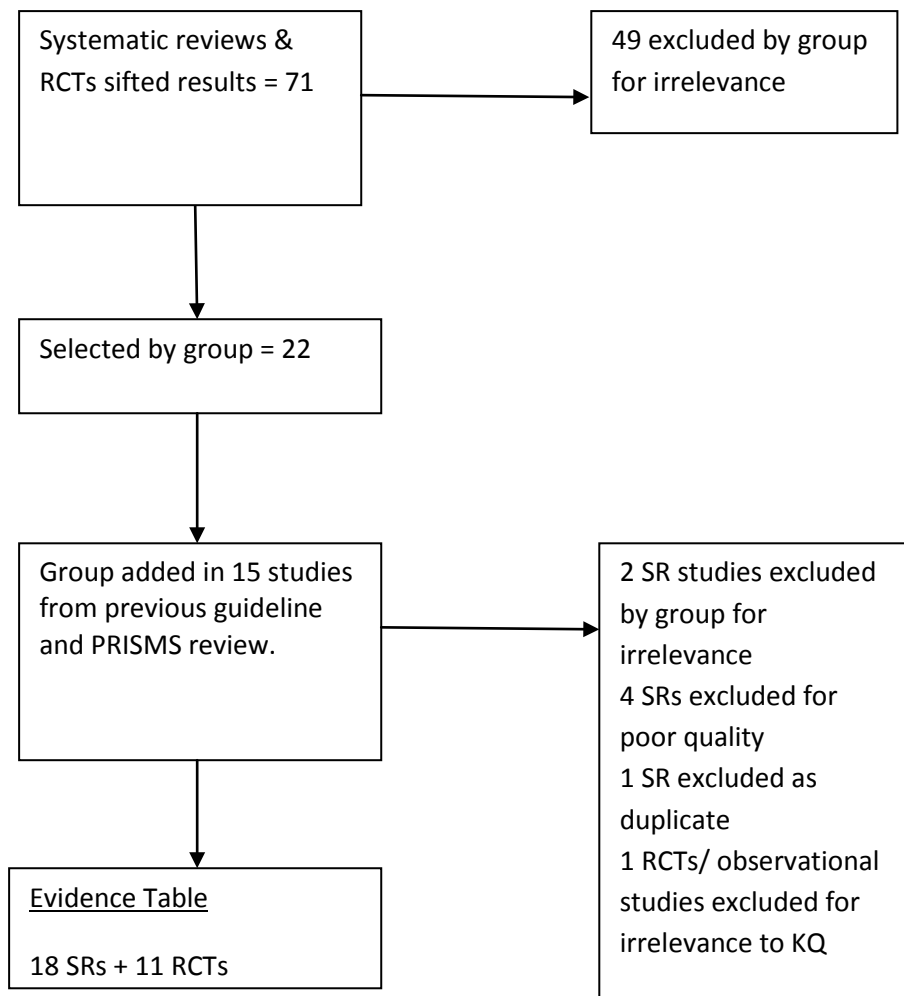 Systematic reviews &
RCTs sifted results = 71
49 excluded by group
for irrelevance
Selected by group = 22
Group added in 15 studies
from previous guideline
and PRISMS review.
2 SR studies excluded
by group for
irrelevance
4 SRs excluded for
poor quality
1 SR excluded as
duplicate
1 RCTs/ observational
studies excluded for
irrelevance to KQ
Evidence Table
18 SRs + 11 RCTs